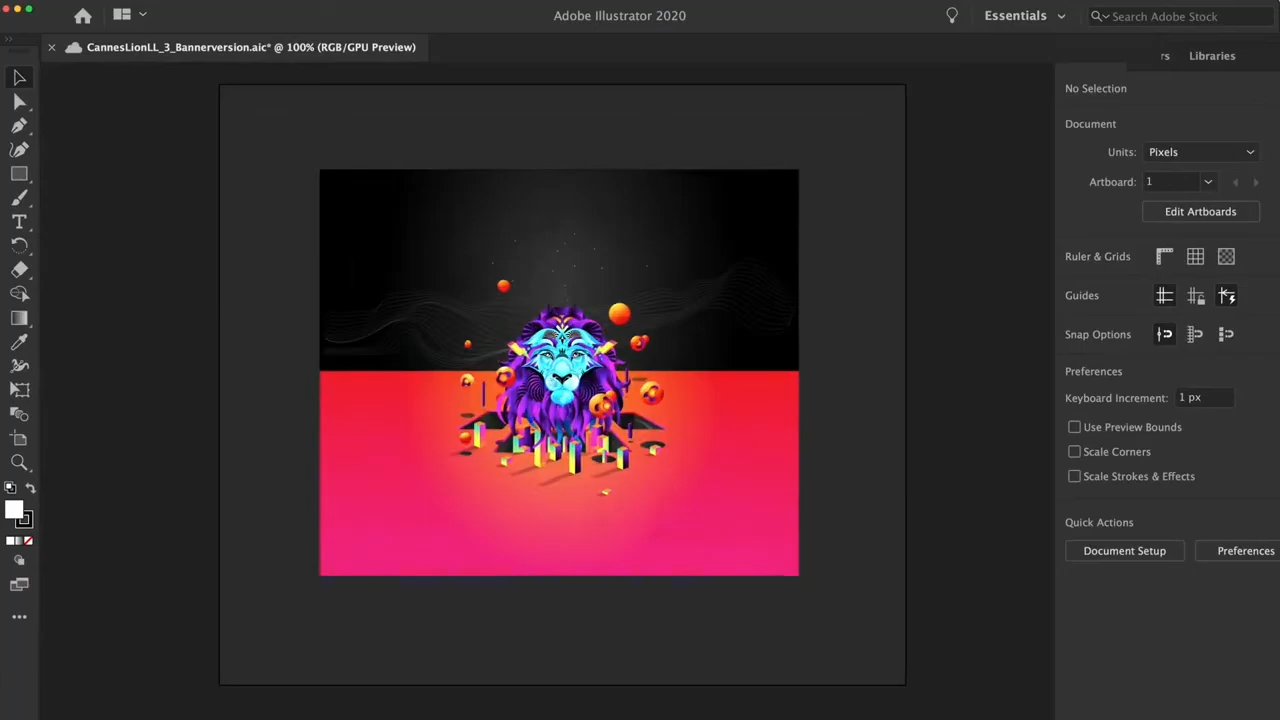 Adobe Illustrator 2020
Essentials
Search Adobe Stock
CannesLionLL_3_Bannerversion.aic* @ 100% (RGB/GPU Preview)
rs
Libraries
No Selection
Document
Units: Pixels
Artboard: 1
Edit Artboards
Ruler & Grids
Guides
Snap Options
Preferences
Keyboard Increment: 1 px
Use Preview Bounds
Scale Corners
Scale Strokes & Effects
Quick Actions
Document Setup
Preferences